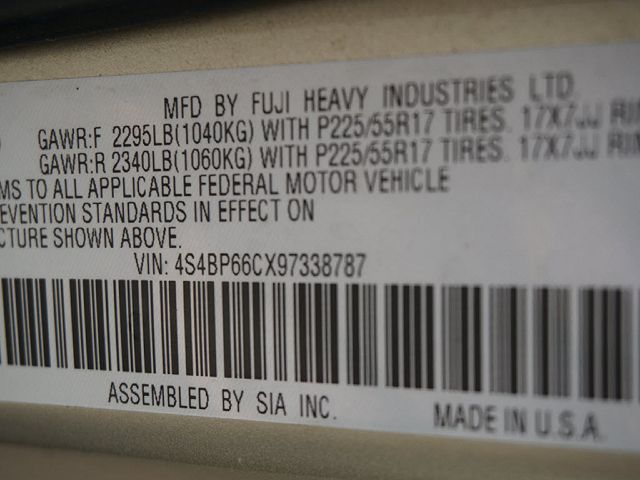 MFD BY FUJI HEAVY INDUSTRIES LTD.
GAWR:F 2295LB(1040KG) WITH P225/55R17 TIRES. 17X7JJ RIM
GAWR:R 2340LB(1060KG) WITH P225/55R17 TIRES. 17X7JJ RIM
MS TO ALL APPLICABLE FEDERAL MOTOR VEHICLE
EVENTION STANDARDS IN EFFECT ON
CTURE SHOWN ABOVE.
VIN: 4S4BP66CX97338787
ASSEMBLED BY SIA INC.
MADE IN U.S.A.